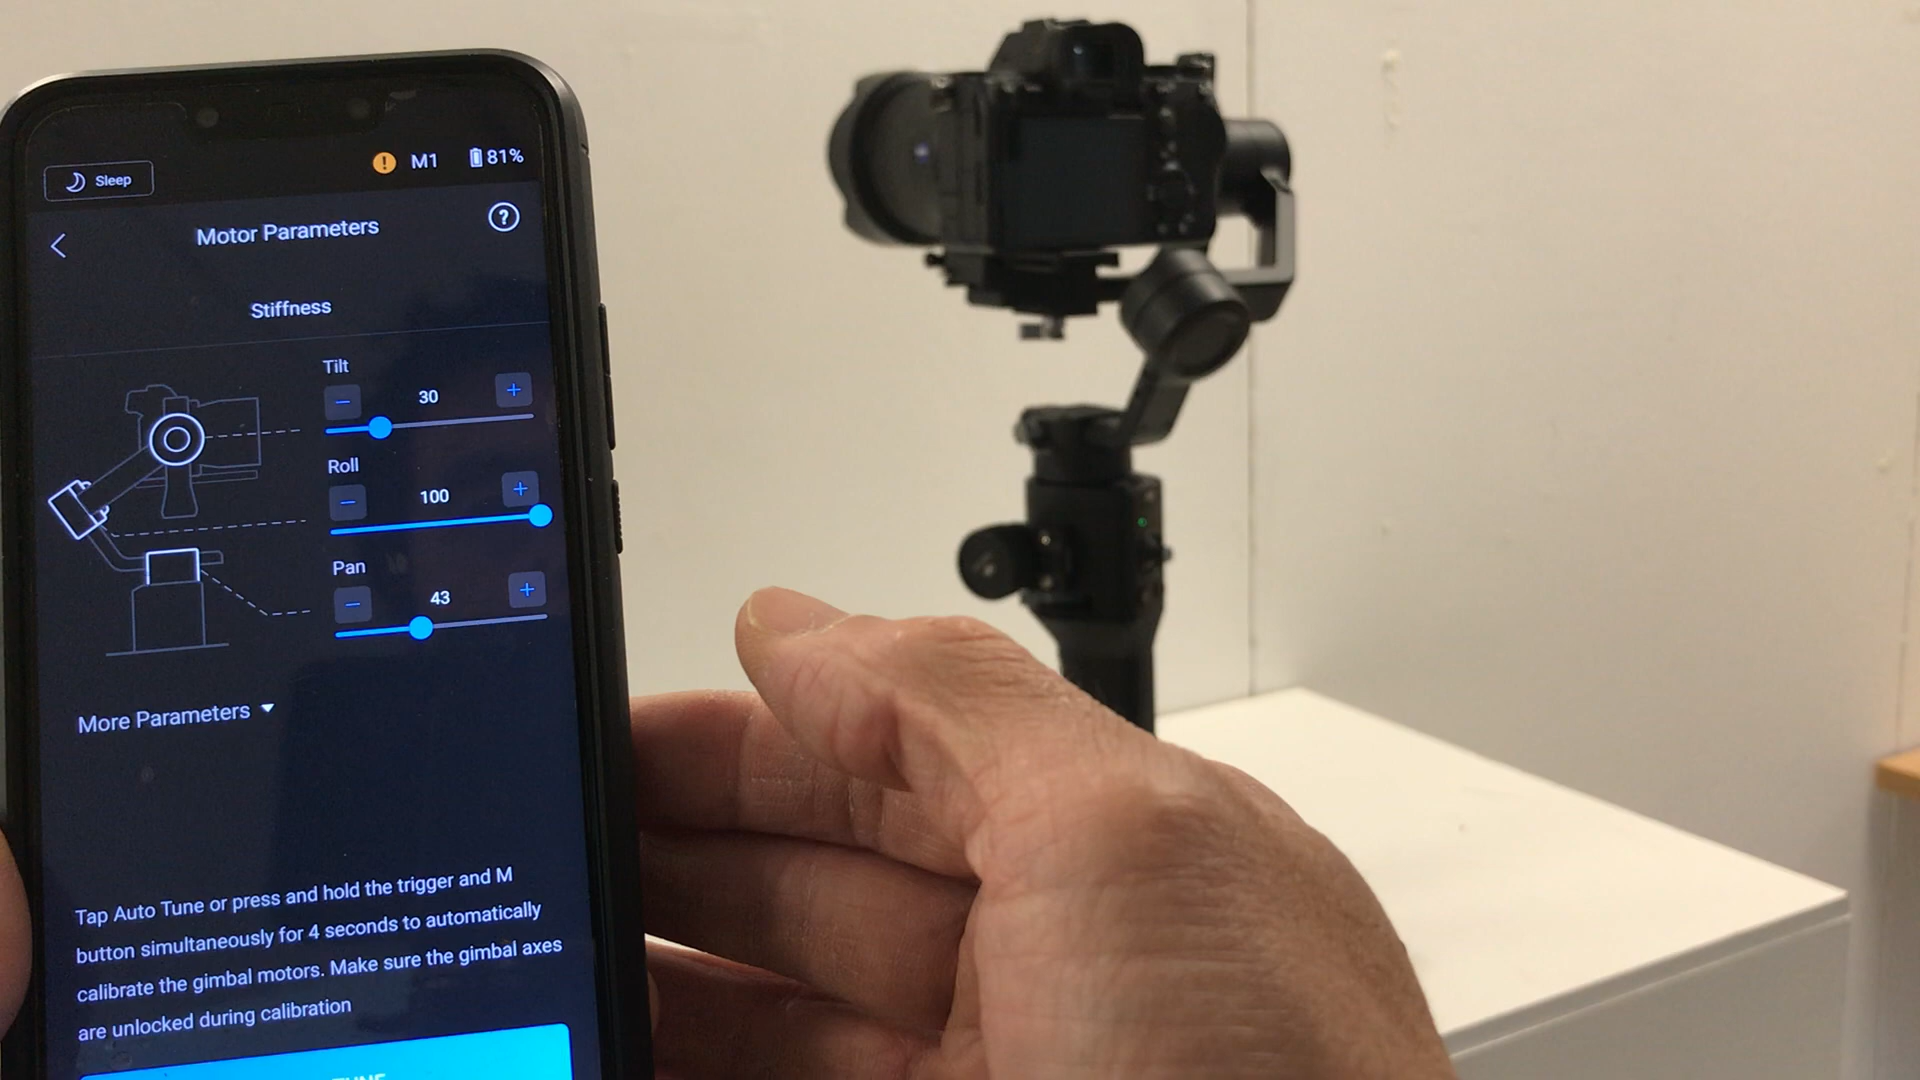 Sleep
! M1 81%
Motor Parameters ?
Stiffness
Tilt
− 30 +
Roll
− 100 +
Pan
− 43 +
More Parameters
Tap Auto Tune or press and hold the trigger and M
button simultaneously for 4 seconds to automatically
calibrate the gimbal motors. Make sure the gimbal axes
are unlocked during calibration